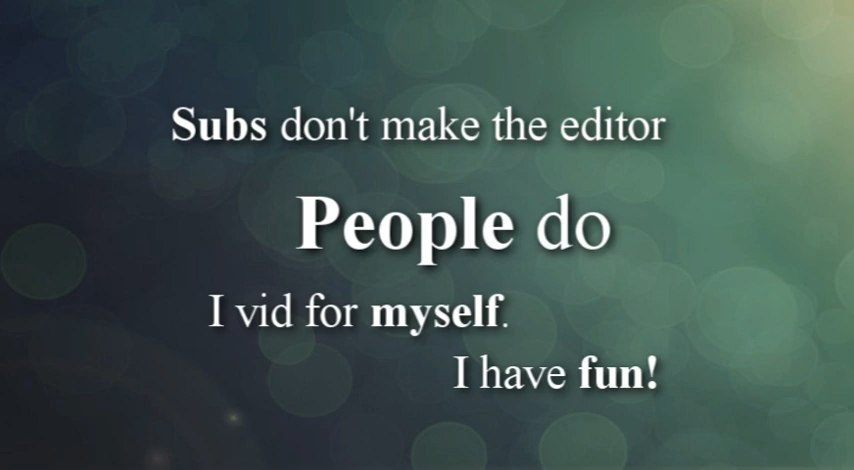 Subs don't make the editor
People do
I vid for myself.
I have fun!